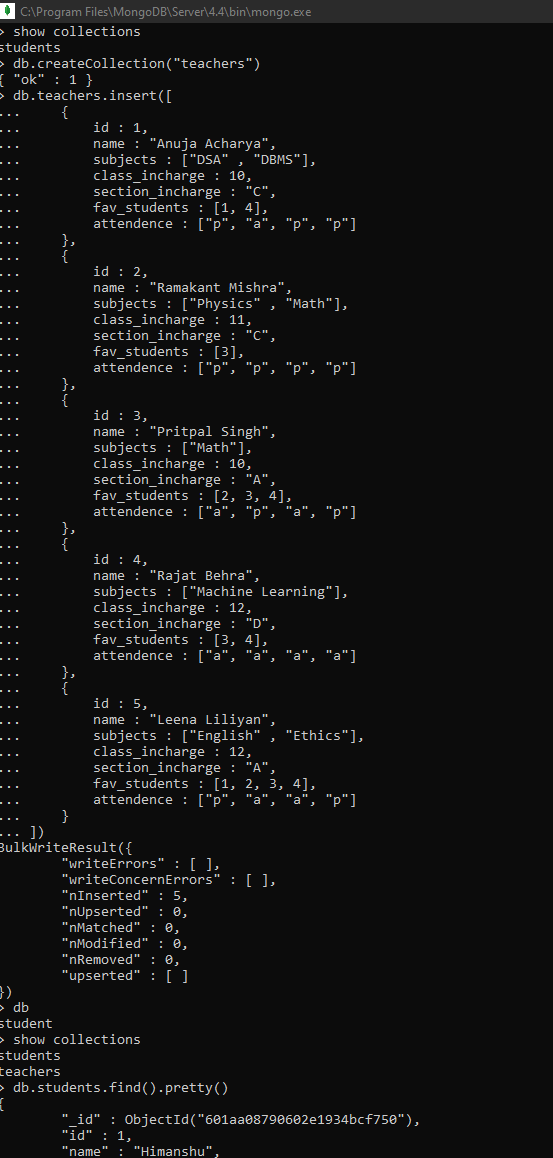 C:\Program Files\MongoDB\Server\4.4\bin\mongo.exe
> show collections
students
> db.createCollection("teachers")
{ "ok" : 1 }
> db.teachers.insert([
...     {
...         id : 1,
...         name : "Anuja Acharya",
...         subjects : ["DSA" , "DBMS"],
...         class_incharge : 10,
...         section_incharge : "C",
...         fav_students : [1, 4],
...         attendence : ["p", "a", "p", "p"]
...     },
...     {
...         id : 2,
...         name : "Ramakant Mishra",
...         subjects : ["Physics" , "Math"],
...         class_incharge : 11,
...         section_incharge : "C",
...         fav_students : [3],
...         attendence : ["p", "p", "p", "p"]
...     },
...     {
...         id : 3,
...         name : "Pritpal Singh",
...         subjects : ["Math"],
...         class_incharge : 10,
...         section_incharge : "A",
...         fav_students : [2, 3, 4],
...         attendence : ["a", "p", "a", "p"]
...     },
...     {
...         id : 4,
...         name : "Rajat Behra",
...         subjects : ["Machine Learning"],
...         class_incharge : 12,
...         section_incharge : "D",
...         fav_students : [3, 4],
...         attendence : ["a", "a", "a", "a"]
...     },
...     {
...         id : 5,
...         name : "Leena Liliyan",
...         subjects : ["English" , "Ethics"],
...         class_incharge : 12,
...         section_incharge : "A",
...         fav_students : [1, 2, 3, 4],
...         attendence : ["p", "a", "a", "p"]
...     }
... ])
BulkWriteResult({
        "writeErrors" : [ ],
        "writeConcernErrors" : [ ],
        "nInserted" : 5,
        "nUpserted" : 0,
        "nMatched" : 0,
        "nModified" : 0,
        "nRemoved" : 0,
        "upserted" : [ ]
})
> db
student
> show collections
students
teachers
> db.students.find().pretty()
{
        "_id" : ObjectId("601aa08790602e1934bcf750"),
        "id" : 1,
        "name" : "Himanshu",